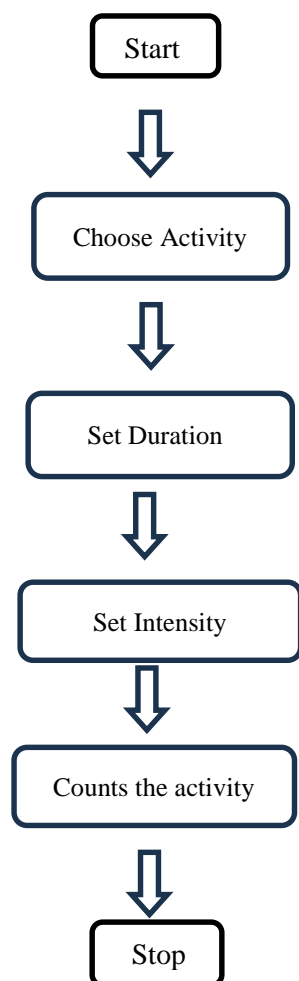 Start
Choose Activity
Set Duration
Set Intensity
Counts the activity
Stop